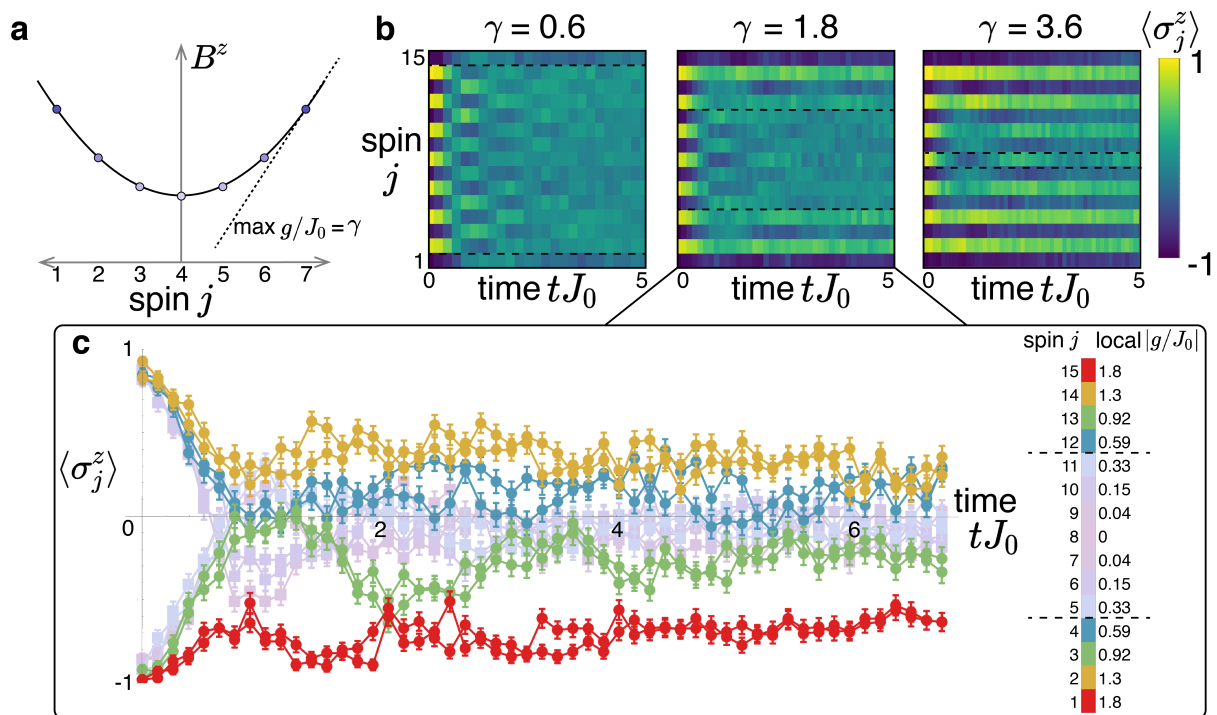 a
B^z
max g/J_0 = γ
1 2 3 4 5 6 7
spin j
b
γ = 0.6
γ = 1.8
γ = 3.6
⟨σ_j^z⟩
15
spin
j
1
0 5
time tJ_0
0 5
time tJ_0
0 5
time tJ_0
1
-1
c
1
⟨σ_j^z⟩
0
-1
2 4 6
time
tJ_0
spin j local |g/J_0|
15 1.8
14 1.3
13 0.92
12 0.59
11 0.33
10 0.15
9 0.04
8 0
7 0.04
6 0.15
5 0.33
4 0.59
3 0.92
2 1.3
1 1.8